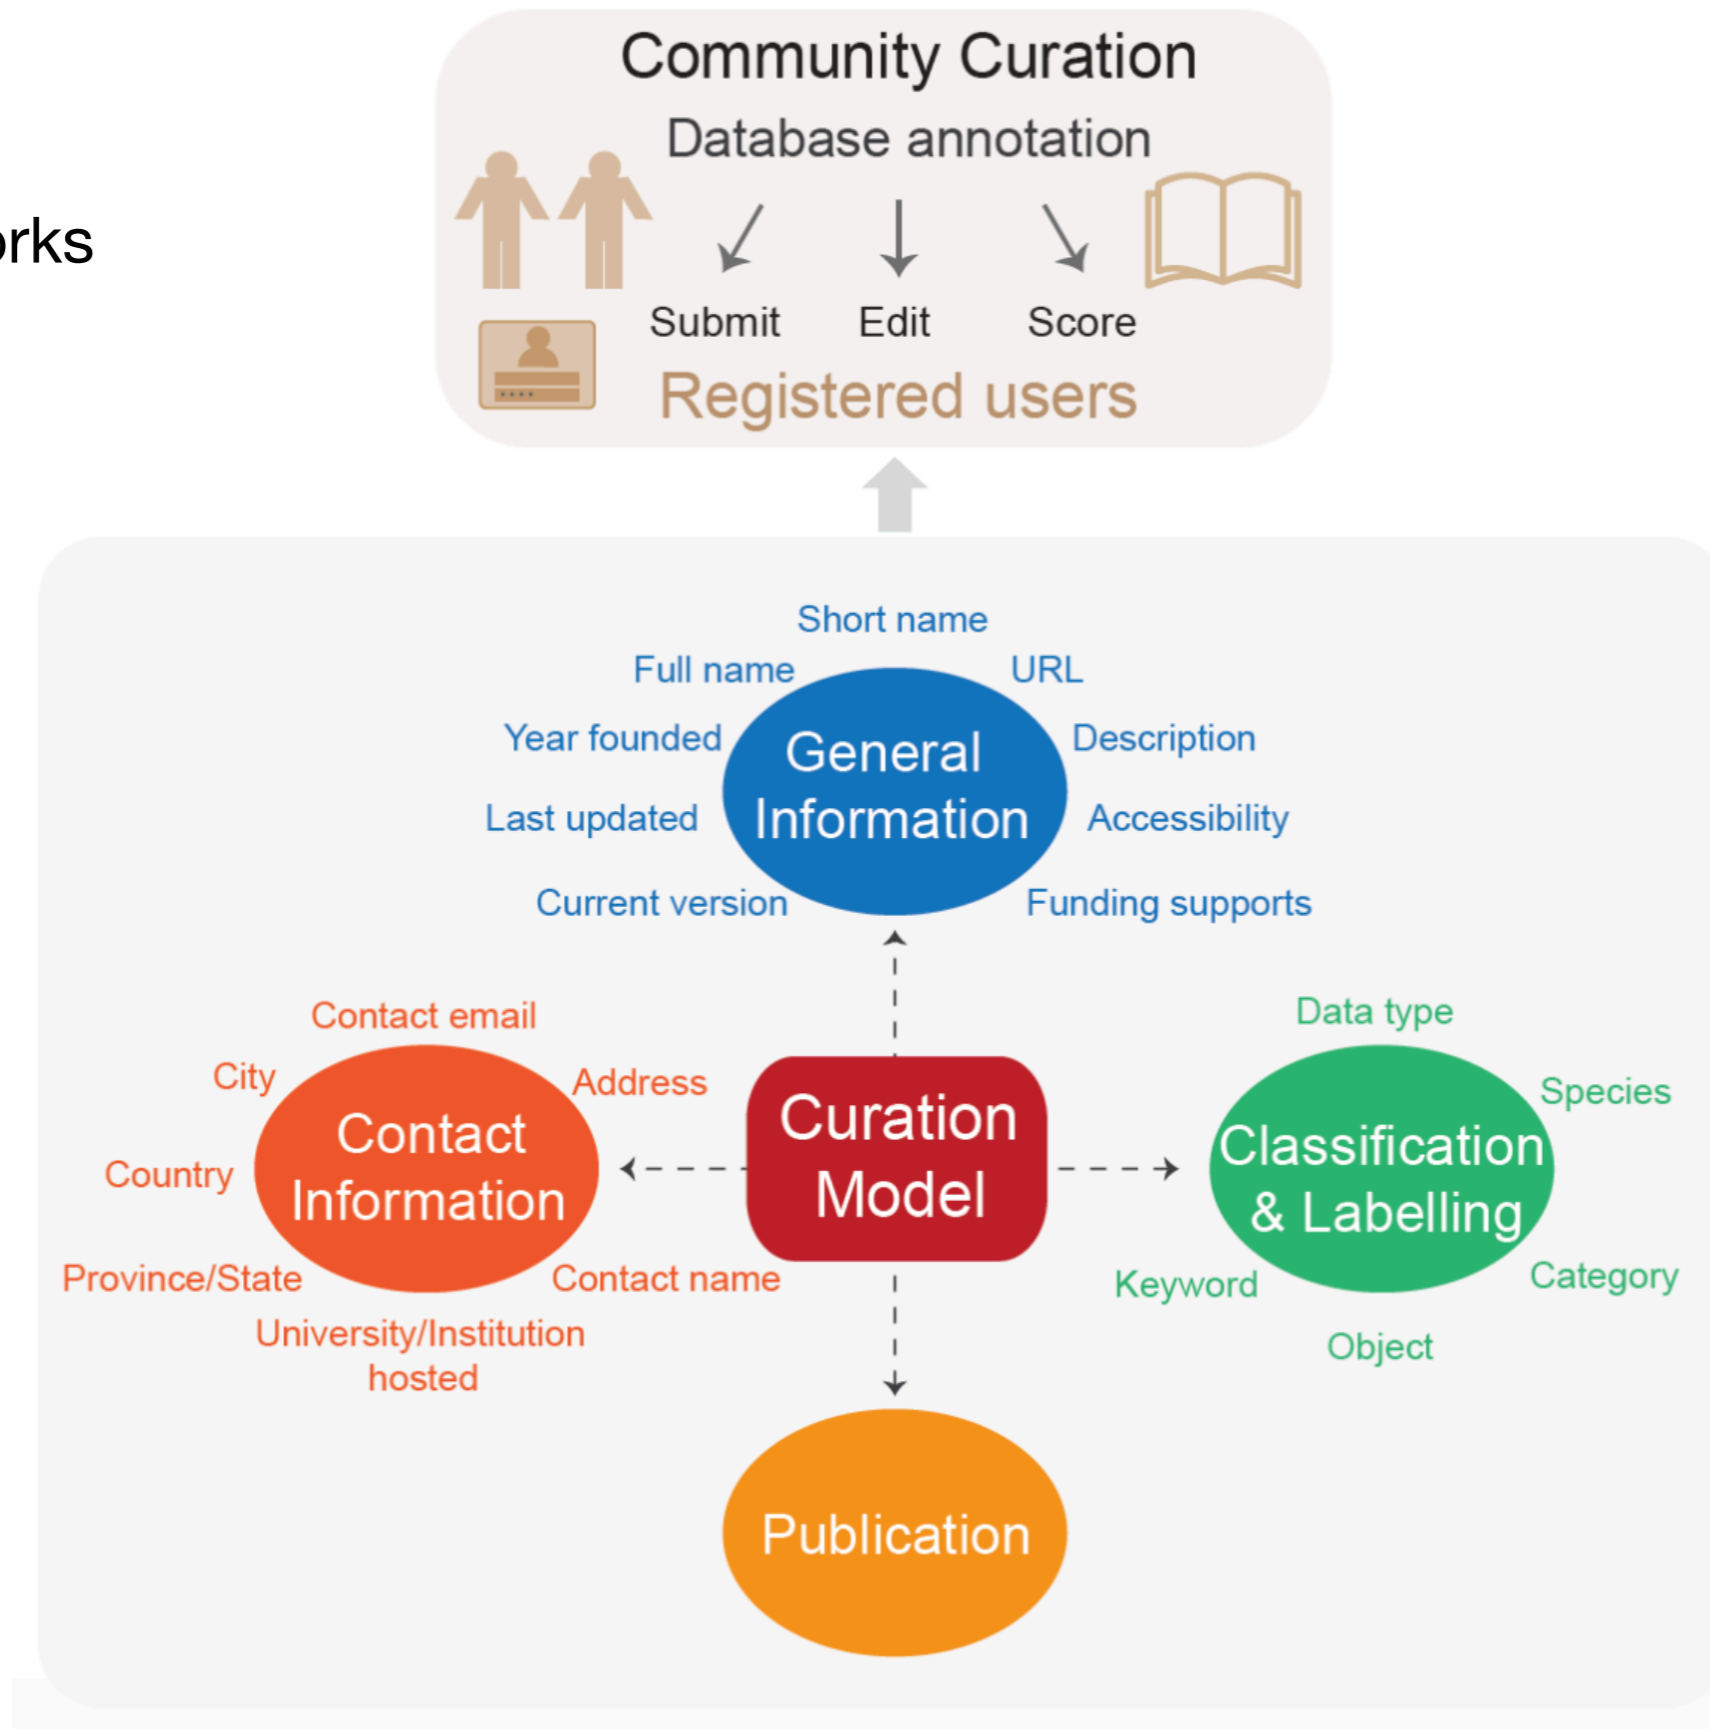 Community Curation
Database annotation
orks
Submit Edit Score
Registered users
Short name
Full name
URL
Year founded
General
Information
Description
Last updated
Accessibility
Current version
Funding supports
Contact email
City
Address
Contact
Information
Country
Province/State
Contact name
University/Institution
hosted
Curation
Model
Data type
Species
Classification
& Labelling
Keyword
Category
Object
Publication